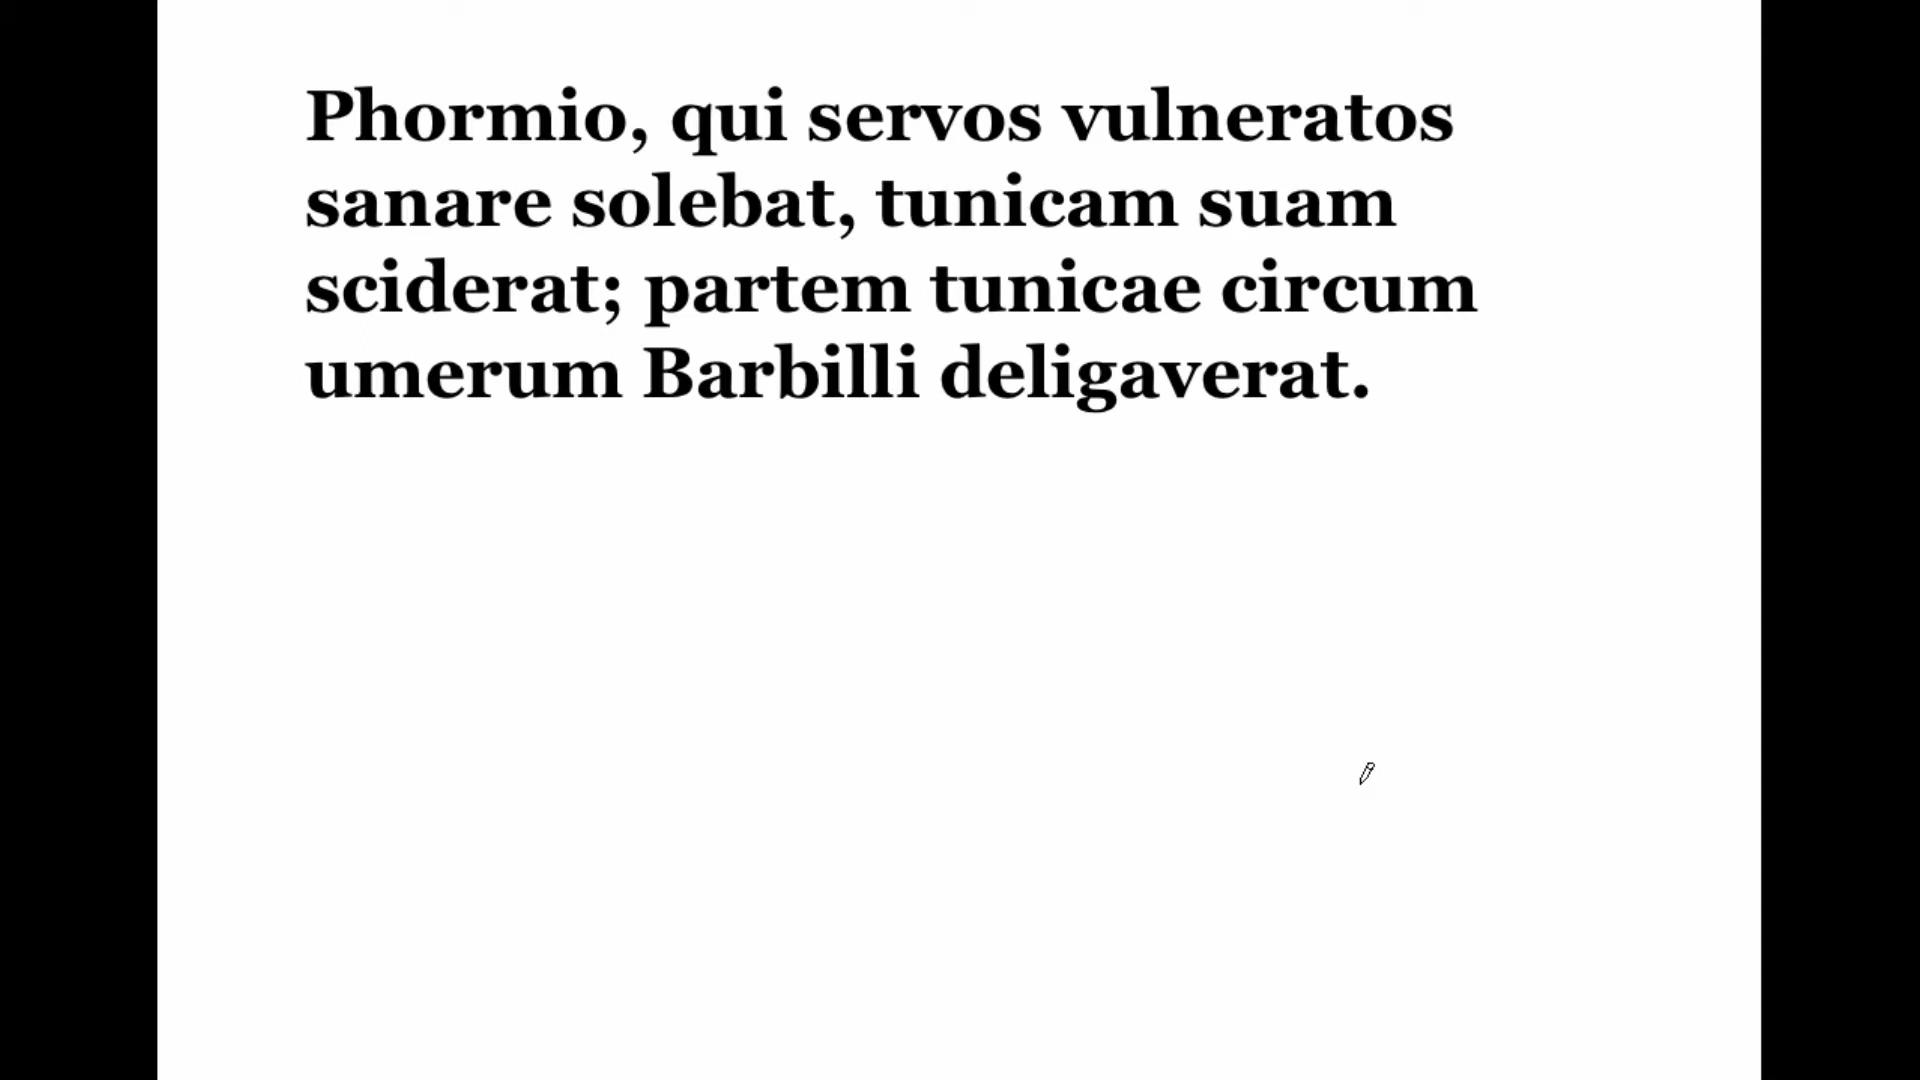 Phormio, qui servos vulneratos
sanare solebat, tunicam suam
sciderat; partem tunicae circum
umerum Barbilli deligaverat.